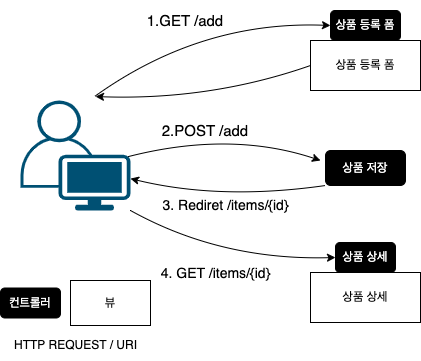 1.GET /add
상품 등록 폼
상품 등록 폼
2.POST /add
상품 저장
3. Rediret /items/{id}
상품 상세
4. GET /items/{id}
상품 상세
컨트롤러
뷰
HTTP REQUEST / URI